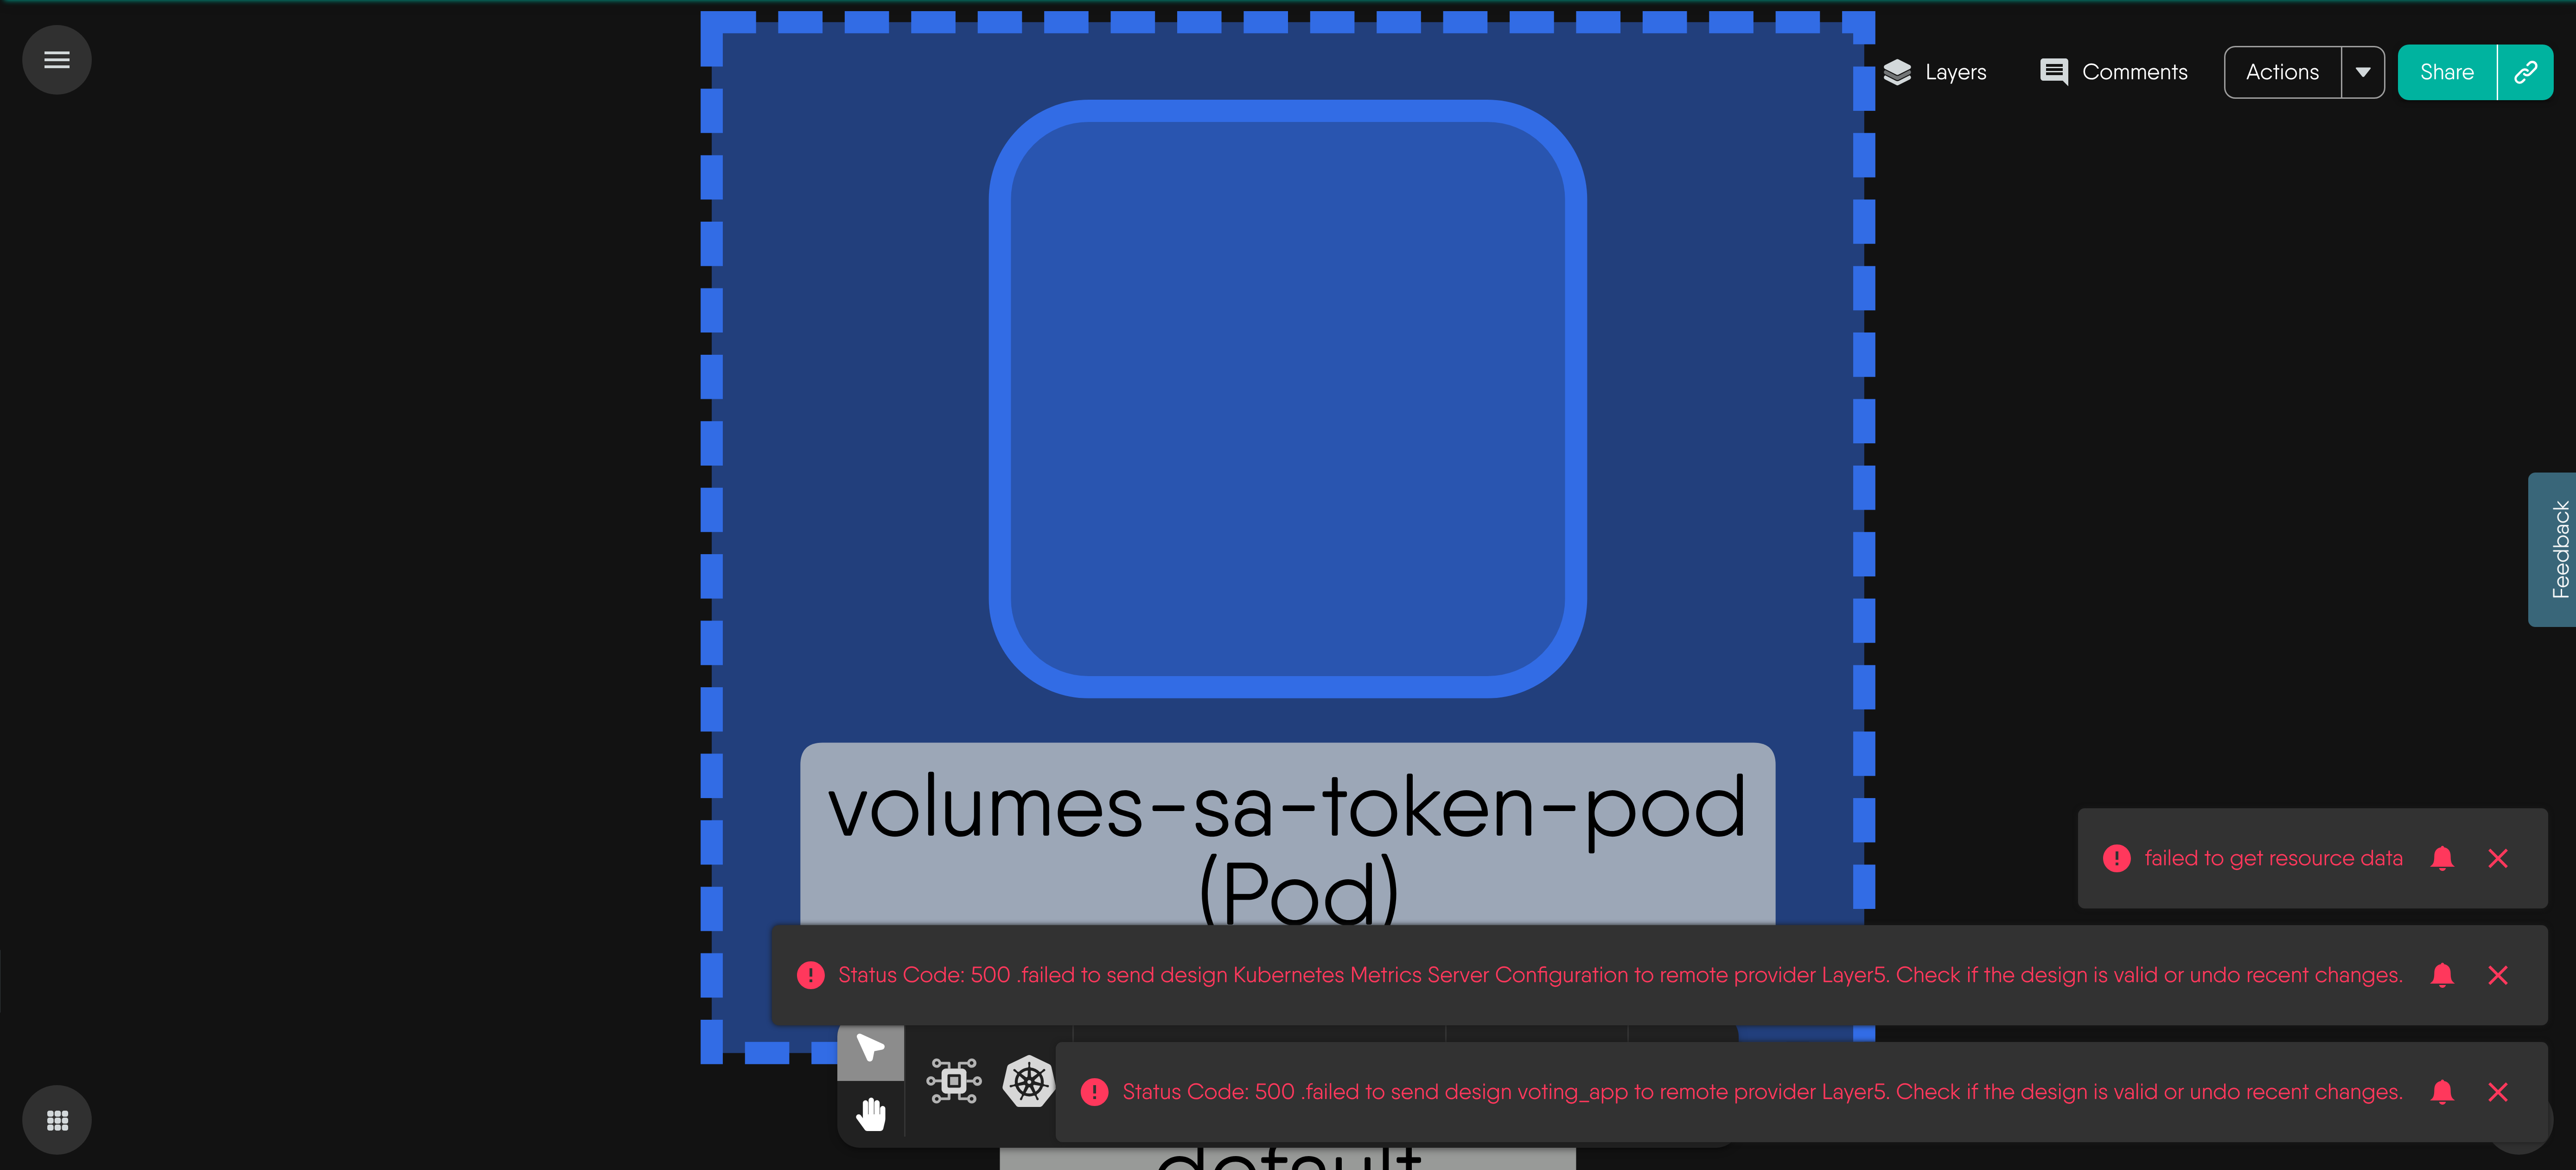 Layers
Comments
Actions
Share
Feedback
volumes-sa-token-pod
(Pod)
failed to get resource data
Status Code: 500 .failed to send design Kubernetes Metrics Server Configuration to remote provider Layer5. Check if the design is valid or undo recent changes.
Status Code: 500 .failed to send design voting_app to remote provider Layer5. Check if the design is valid or undo recent changes.
default